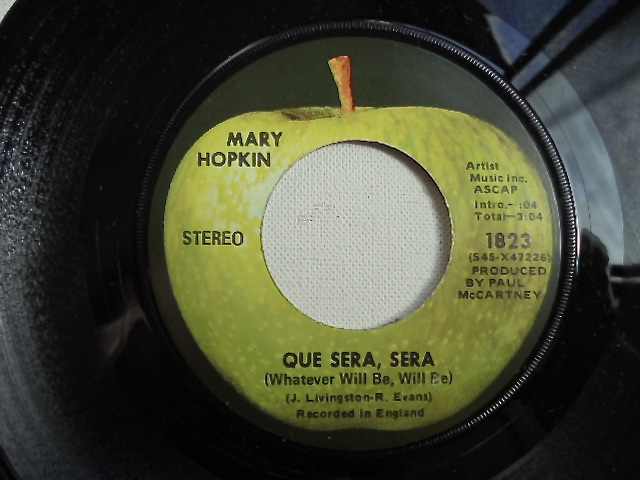 MARY
HOPKIN
STEREO
Artist
Music Inc.
ASCAP
Intro.- :04
Total—3:04
1823
(S45-X47226)
PRODUCED
BY PAUL
McCARTNEY
QUE SERA, SERA
(Whatever Will Be, Will Be)
(J. Livingston-R. Evans)
Recorded in England